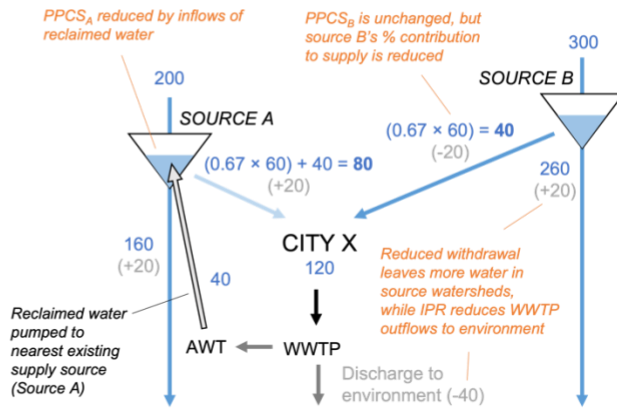 PPCS_A reduced by inflows of
reclaimed water
PPCS_B is unchanged, but
source B's % contribution
to supply is reduced
200
300
SOURCE A
SOURCE B
(0.67 × 60) + 40 = 80
(+20)
(0.67 × 60) = 40
(-20)
260
(+20)
CITY X
120
160
(+20)
40
Reclaimed water
pumped to
nearest existing
supply source
(Source A)
AWT
WWTP
Discharge to
environment (-40)
Reduced withdrawal
leaves more water in
source watersheds,
while IPR reduces WWTP
outflows to environment